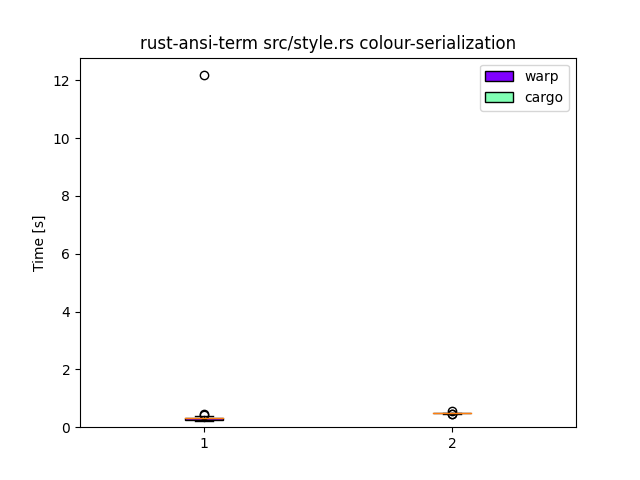 rust-ansi-term src/style.rs colour-serialization
warp
cargo
Time [s]
12
10
8
6
4
2
0
1 2